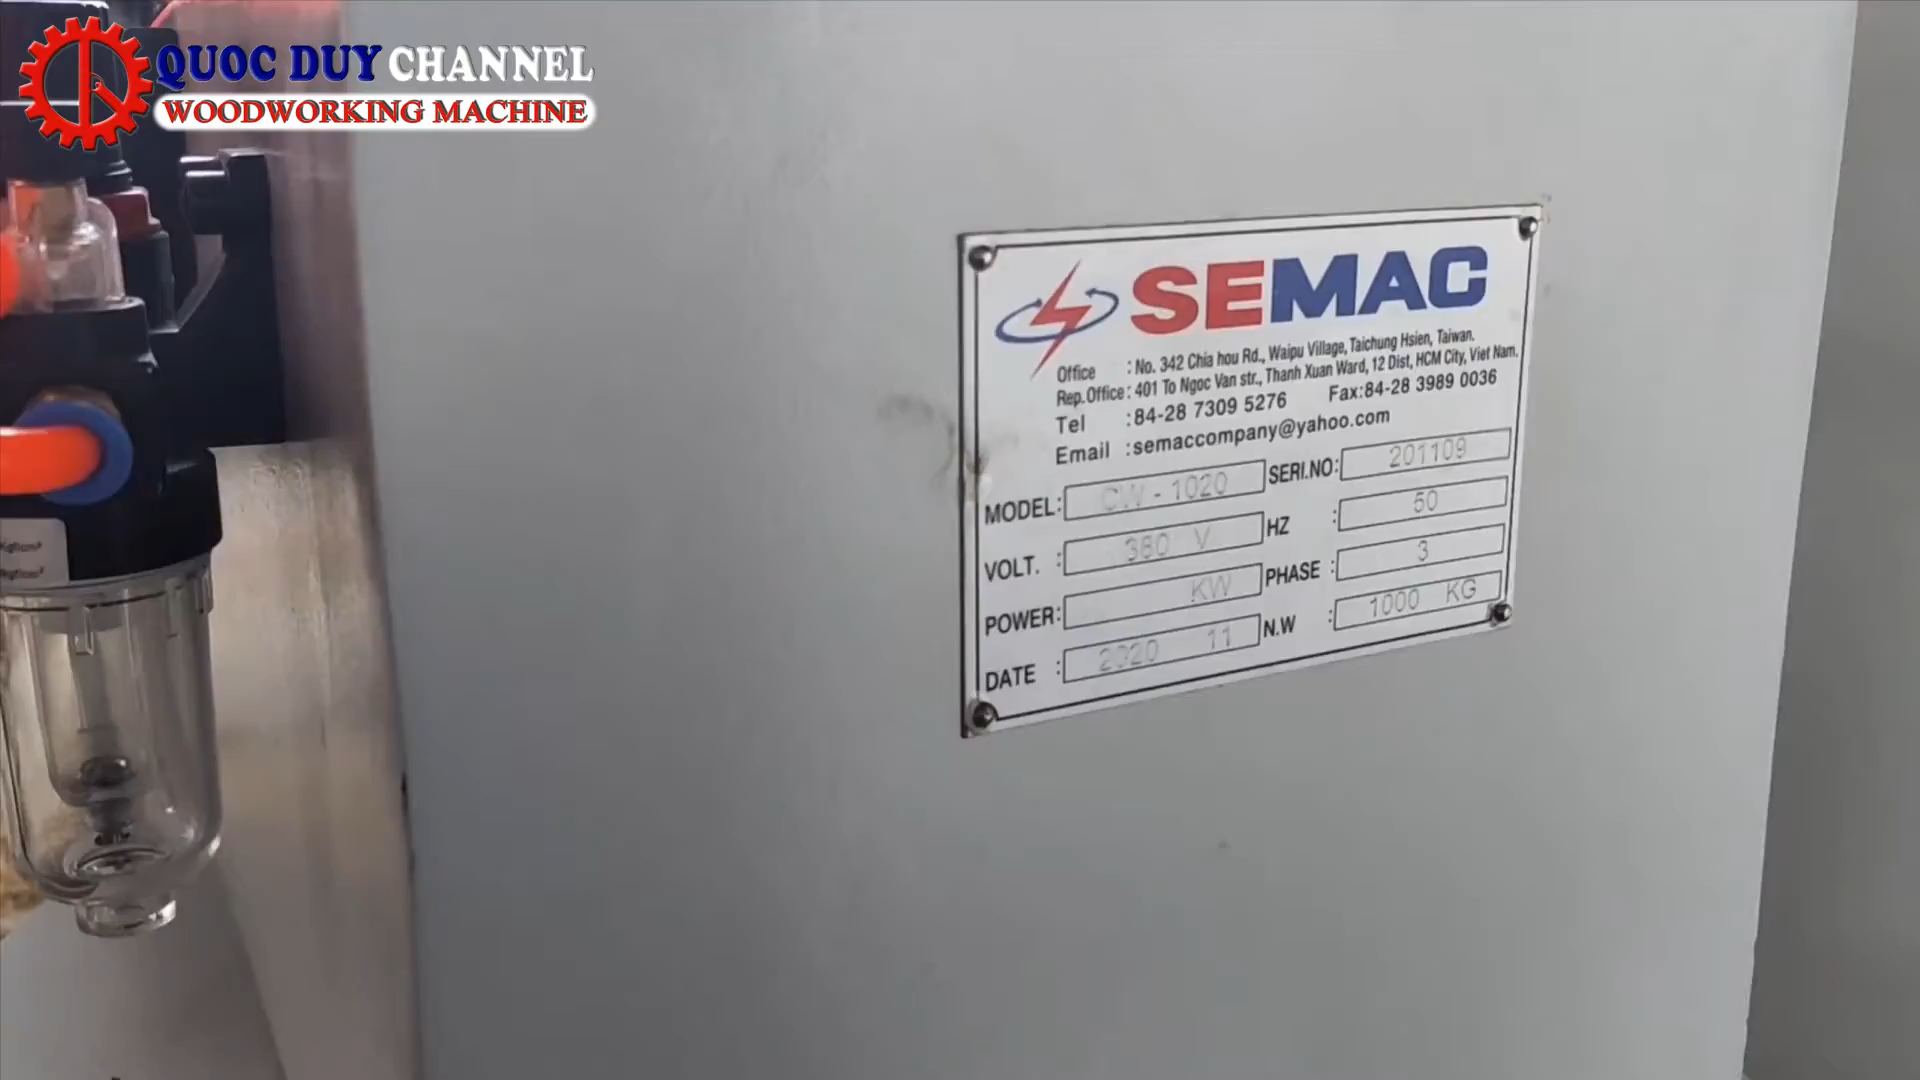 QUOC DUY CHANNEL
WOODWORKING MACHINE
SEMAC
Office : No. 342 Chia hou Rd., Waipu Village, Taichung Hsien, Taiwan.
Rep. Office : 401 To Ngoc Van str., Thanh Xuan Ward, 12 Dist, HCM City, Viet Nam.
Tel : 84-28 7309 5276 Fax:84-28 3989 0036
Email : semaccompany@yahoo.com
MODEL: CW - 1020 SERI.NO: 201109
VOLT. : 380 V HZ : 50
POWER: KW PHASE : 3
DATE : 2020 11 N.W : 1000 KG